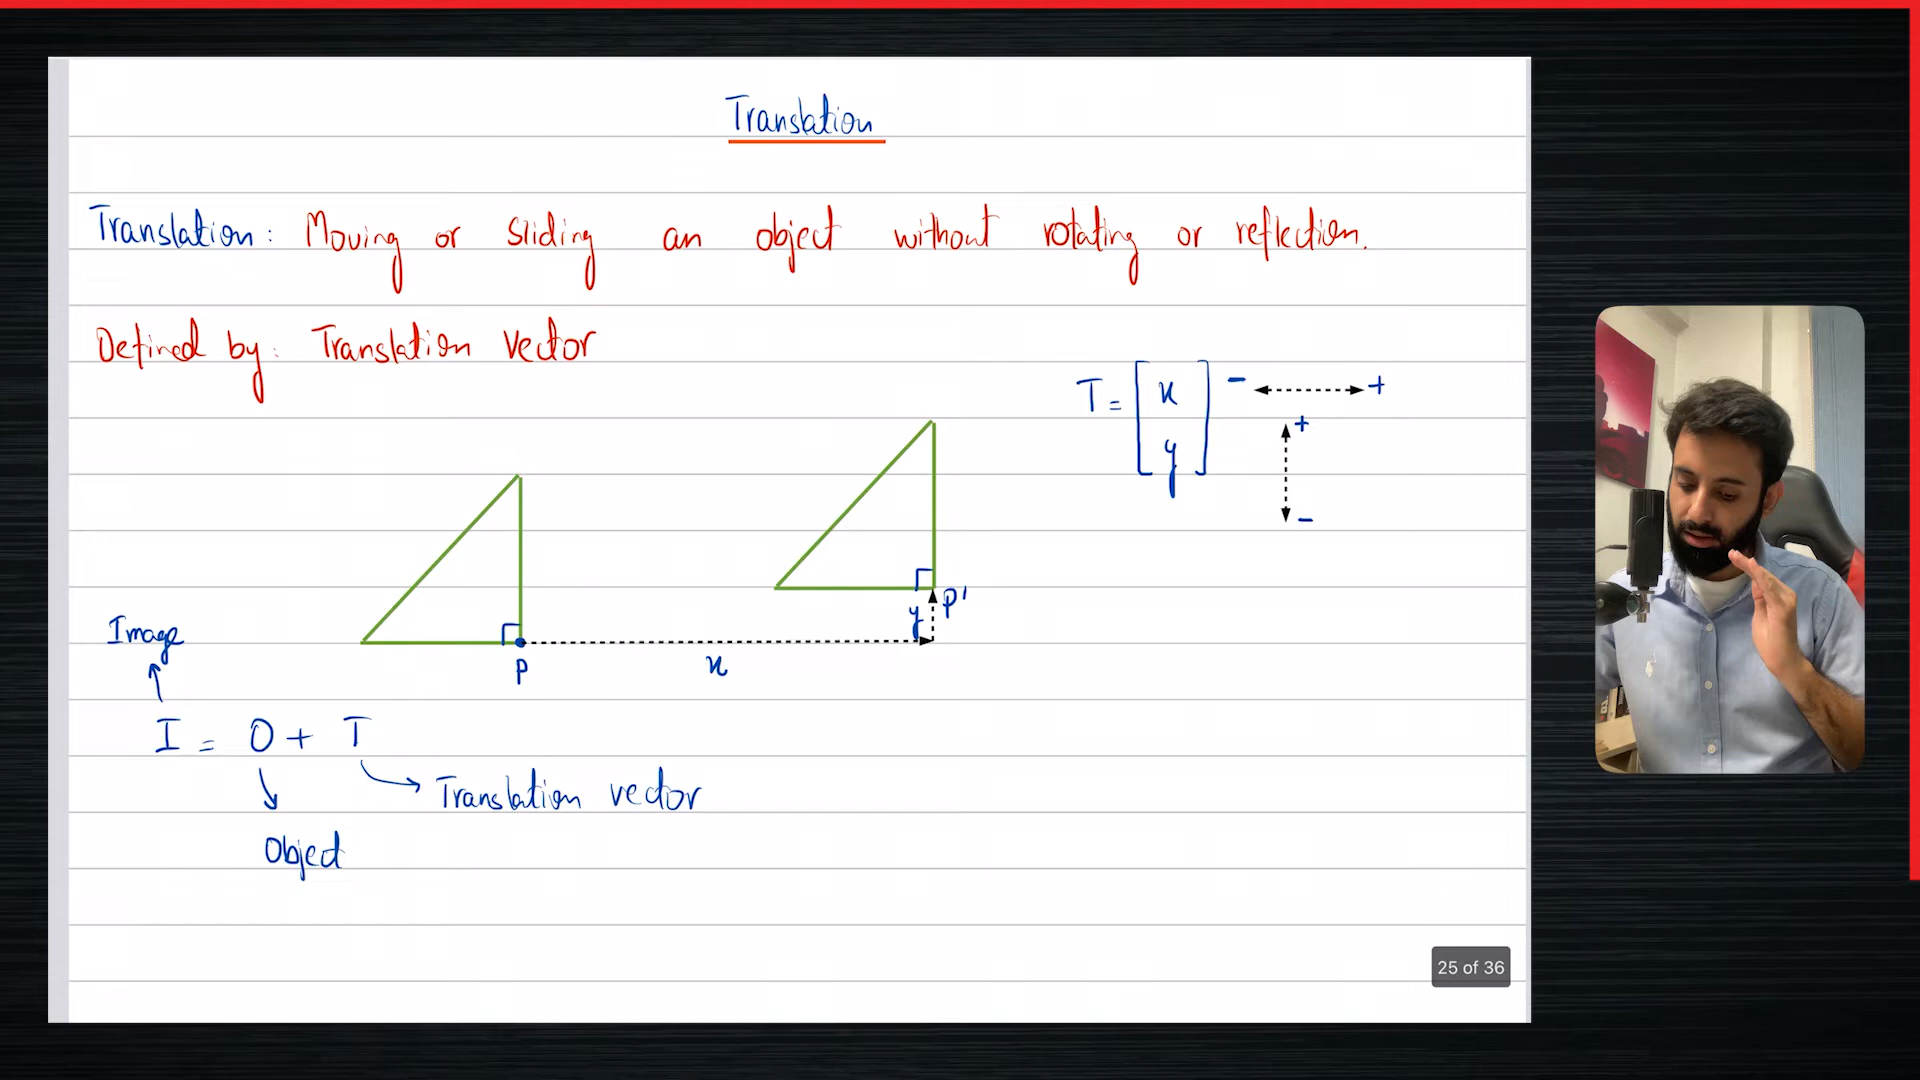 Translation
Translation: Moving or sliding an object without rotating or reflection.
Defined by: Translation vector
T = [x y]
- +
+
-
P'
y
x
P
Image
I = O + T
Translation vector
Object
25 of 36